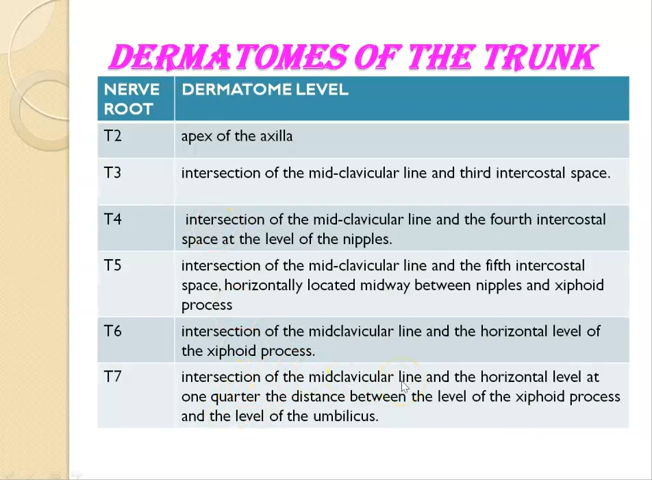 DERMATOMES OF THE TRUNK
NERVE ROOT
DERMATOME LEVEL
T2
apex of the axilla
T3
intersection of the mid-clavicular line and third intercostal space.
T4
intersection of the mid-clavicular line and the fourth intercostal
space at the level of the nipples.
T5
intersection of the mid-clavicular line and the fifth intercostal
space, horizontally located midway between nipples and xiphoid
process
T6
intersection of the midclavicular line and the horizontal level of
the xiphoid process.
T7
intersection of the midclavicular line and the horizontal level at
one quarter the distance between the level of the xiphoid process
and the level of the umbilicus.